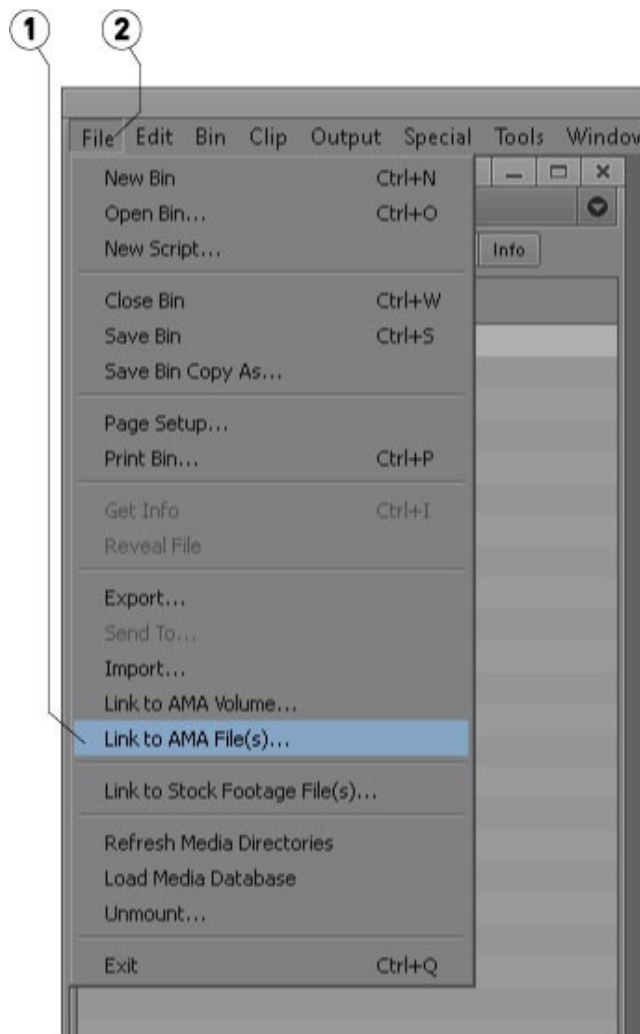 1 2
File Edit Bin Clip Output Special Tools Window
New Bin Ctrl+N
Open Bin... Ctrl+O
New Script...
Info
Close Bin Ctrl+W
Save Bin Ctrl+S
Save Bin Copy As...
Page Setup...
Print Bin... Ctrl+P
Get Info Ctrl+I
Reveal File
Export...
Send To...
Import...
Link to AMA Volume...
Link to AMA File(s)...
Link to Stock Footage File(s)...
Refresh Media Directories
Load Media Database
Unmount...
Exit Ctrl+Q